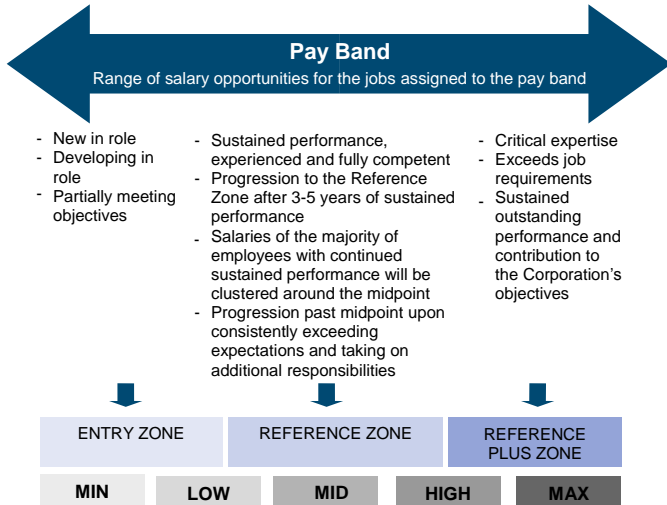 Pay Band
Range of salary opportunities for the jobs assigned to the pay band
- New in role
- Developing in
role
- Partially meeting
objectives
- Sustained performance,
experienced and fully competent
- Progression to the Reference
Zone after 3-5 years of sustained
performance
- Salaries of the majority of
employees with continued
sustained performance will be
clustered around the midpoint
- Progression past midpoint upon
consistently exceeding
expectations and taking on
additional responsibilities
- Critical expertise
- Exceeds job
requirements
- Sustained
outstanding
performance and
contribution to
the Corporation's
objectives
ENTRY ZONE
REFERENCE ZONE
REFERENCE
PLUS ZONE
MIN
LOW
MID
HIGH
MAX